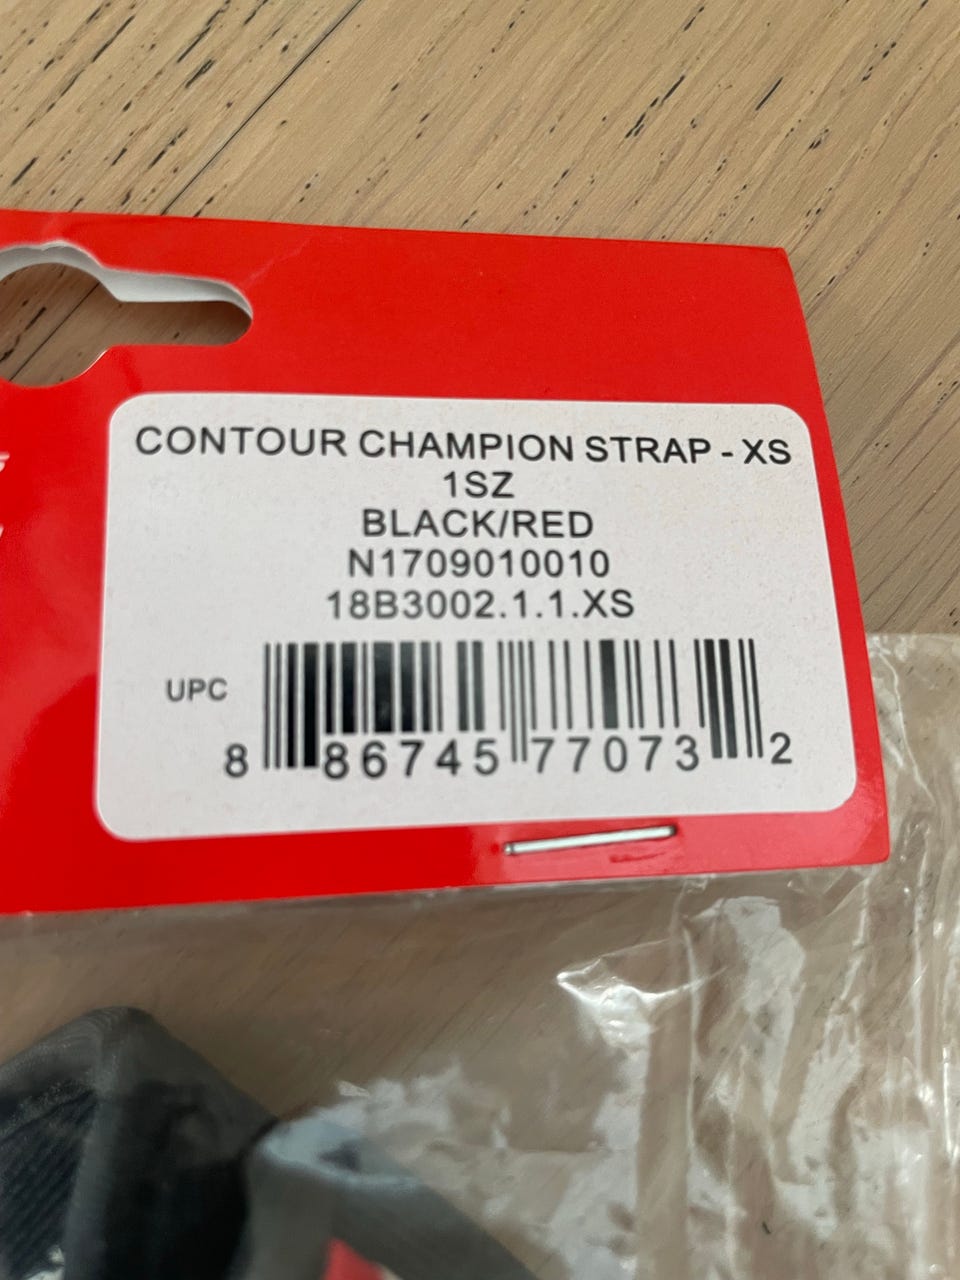 CONTOUR CHAMPION STRAP - XS
1SZ
BLACK/RED
N1709010010
18B3002.1.1.XS
UPC
8 86745 77073 2